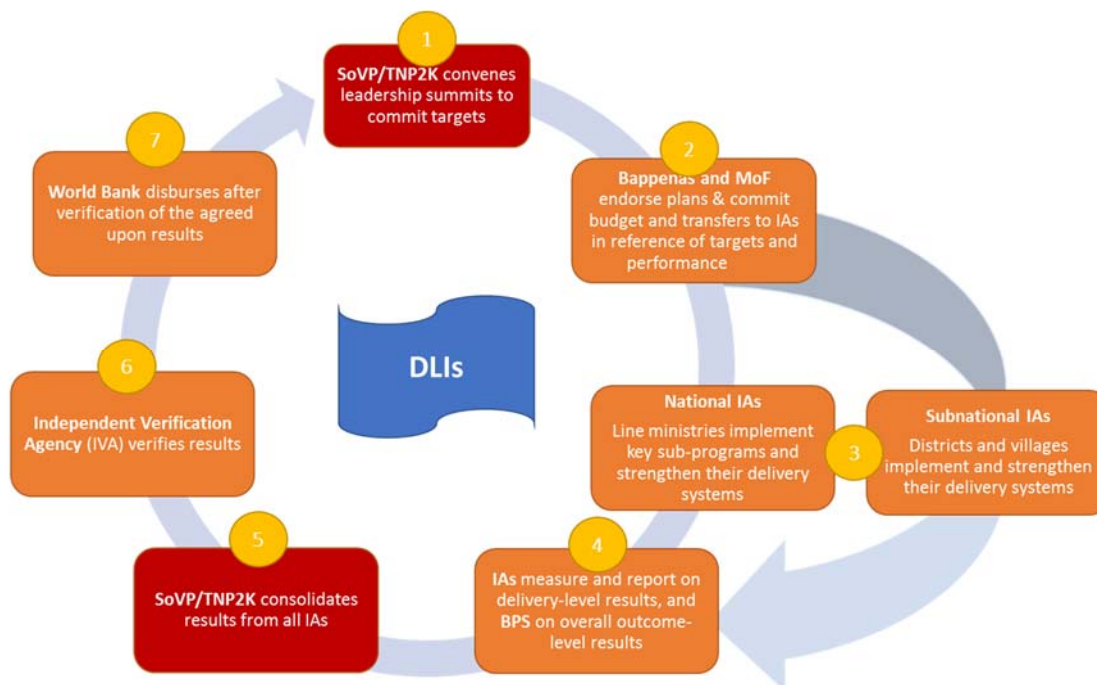 1
SoVP/TNP2K convenes
leadership summits to
commit targets
2
Bappenas and MoF
endorse plans & commit
budget and transfers to IAs
in reference of targets and
performance
National IAs
Line ministries implement
key sub-programs and
strengthen their delivery
systems
3
Subnational IAs
Districts and villages
implement and strengthen
their delivery systems
4
IAs measure and report on
delivery-level results, and
BPS on overall outcome-
level results
5
SoVP/TNP2K consolidates
results from all IAs
6
Independent Verification
Agency (IVA) verifies results
7
World Bank disburses after
verification of the agreed
upon results
DLIs